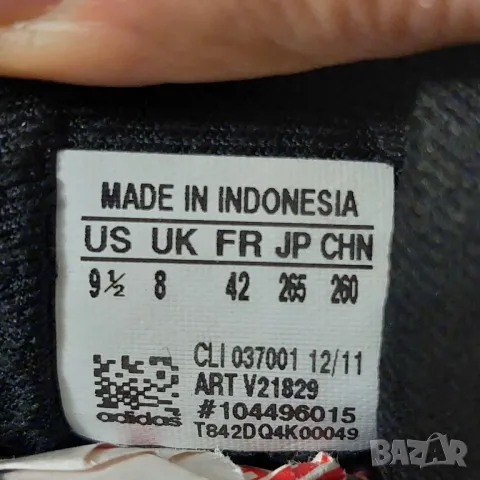 MADE IN INDONESIA
US UK FR JP CHN
9½ 8 42 265 260
CLI 037001 12/11
ART V21829
#104496015
adidas T842DQ4K00049
bazar.bg